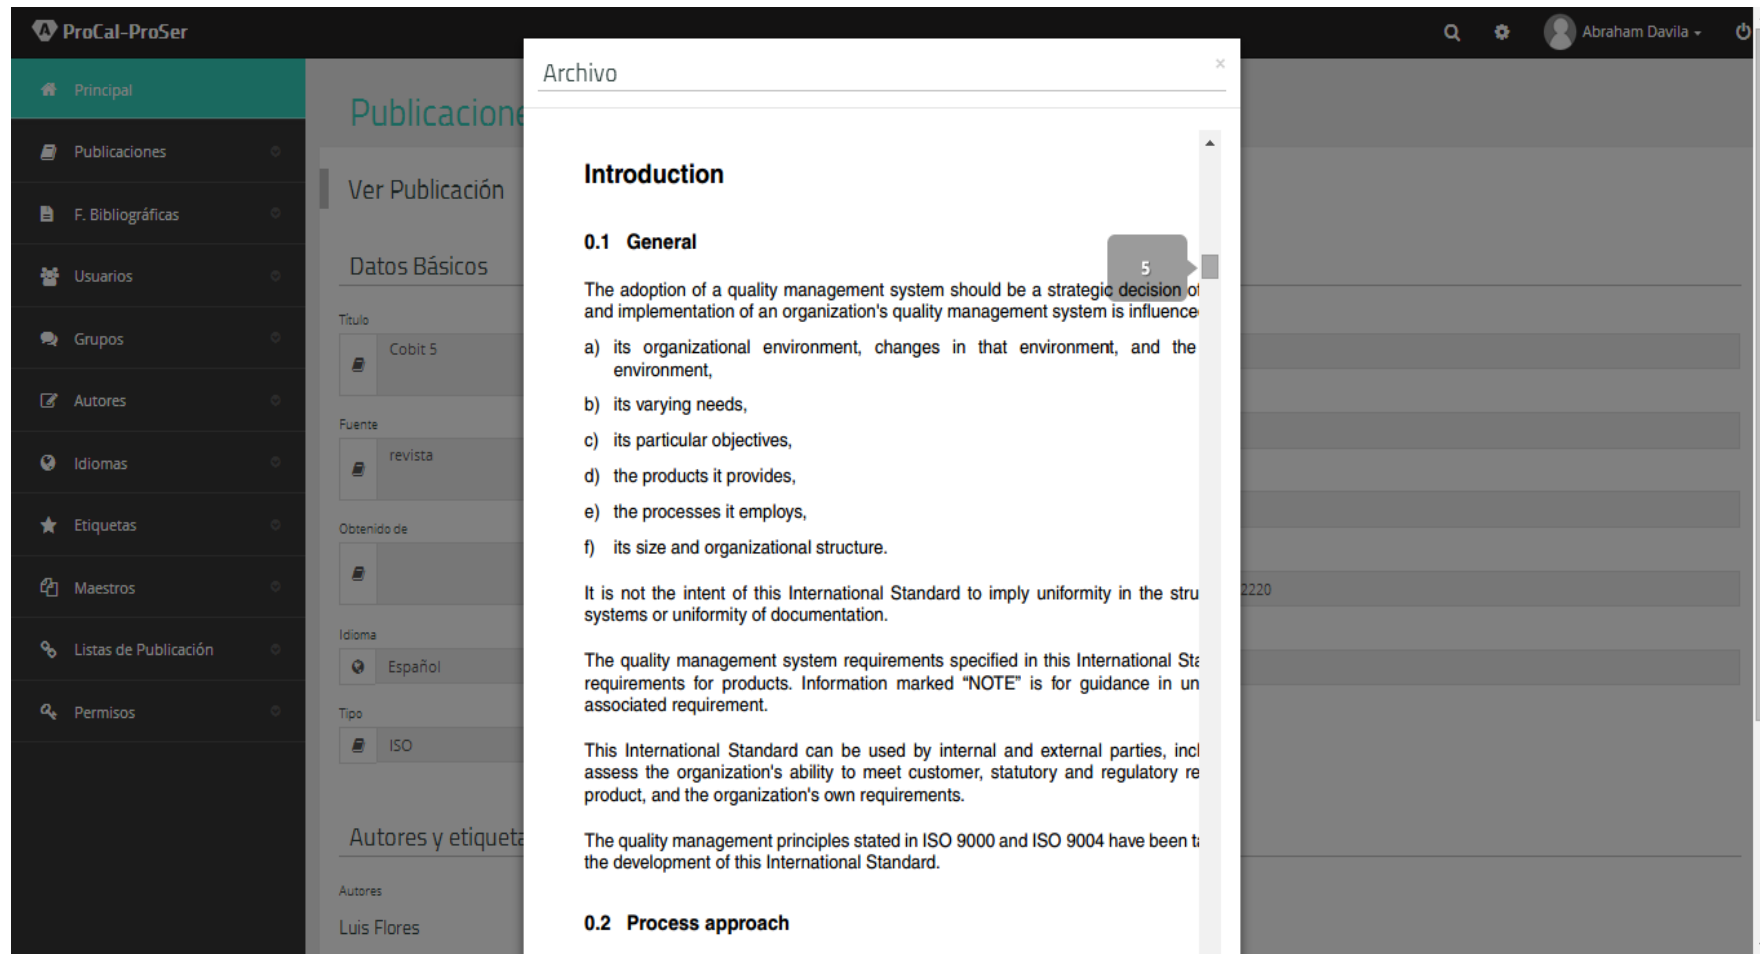 ProCal-ProSer
Abraham Davila
Principal
Publicaciones
F. Bibliográficas
Usuarios
Grupos
Autores
Idiomas
Etiquetas
Maestros
Listas de Publicación
Permisos
Publicacione
Ver Publicación
Datos Básicos
Título
Cobit 5
Fuente
revista
Obtenido de
2220
Idioma
Español
Tipo
ISO
Autores y etiqueta
Autores
Luis Flores
Archivo
×
Introduction
0.1 General
5
The adoption of a quality management system should be a strategic decision of
and implementation of an organization's quality management system is influence
a) its organizational environment, changes in that environment, and the
environment,
b) its varying needs,
c) its particular objectives,
d) the products it provides,
e) the processes it employs,
f) its size and organizational structure.
It is not the intent of this International Standard to imply uniformity in the stru
systems or uniformity of documentation.
The quality management system requirements specified in this International Sta
requirements for products. Information marked “NOTE” is for guidance in un
associated requirement.
This International Standard can be used by internal and external parties, incl
assess the organization's ability to meet customer, statutory and regulatory re
product, and the organization's own requirements.
The quality management principles stated in ISO 9000 and ISO 9004 have been ta
the development of this International Standard.
0.2 Process approach